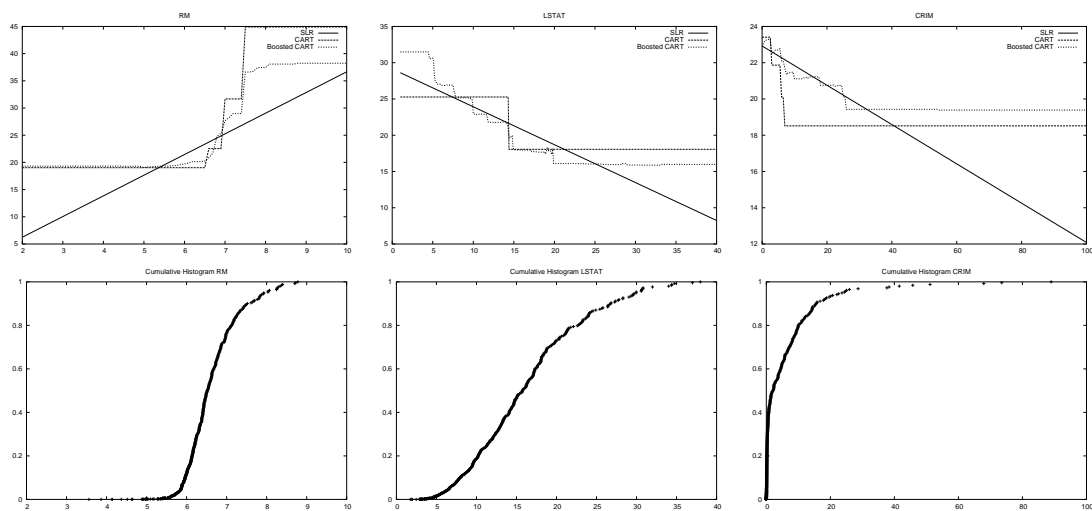 RM
45
40
35
30
25
20
15
10
5
2 3 4 5 6 7 8 9 10
SLR
CART
Boosted CART
LSTAT
35
30
25
20
15
10
5
0 5 10 15 20 25 30 35 40
SLR
CART
Boosted CART
CRIM
24
22
20
18
16
14
12
0 20 40 60 80 100
SLR
CART
Boosted CART
Cumulative Histogram RM
1
0.8
0.6
0.4
0.2
0
2 3 4 5 6 7 8 9 10
Cumulative Histogram LSTAT
1
0.8
0.6
0.4
0.2
0
0 5 10 15 20 25 30 35 40
Cumulative Histogram CRIM
1
0.8
0.6
0.4
0.2
0
0 20 40 60 80 100